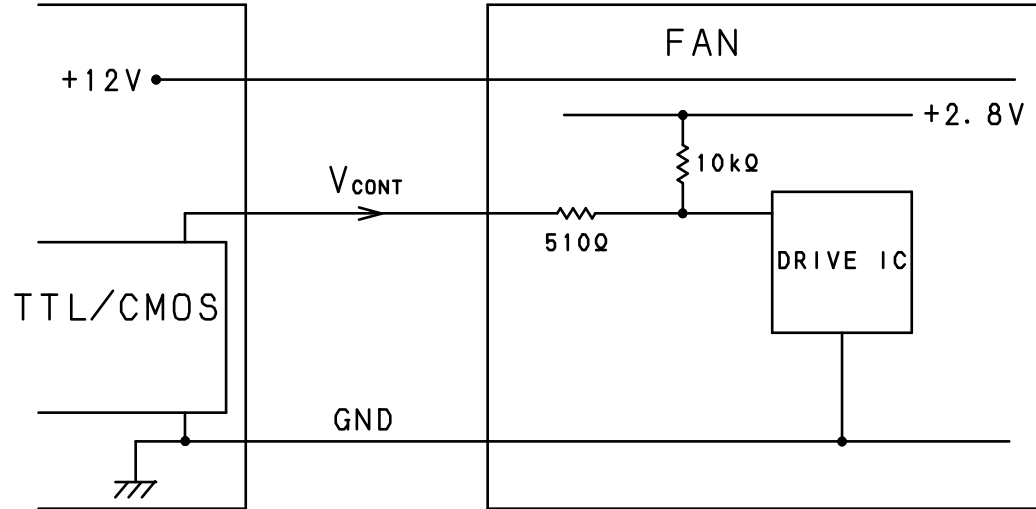 FAN
+12V
+2.8V
10kΩ
VCONT
510Ω
DRIVE IC
TTL/CMOS
GND